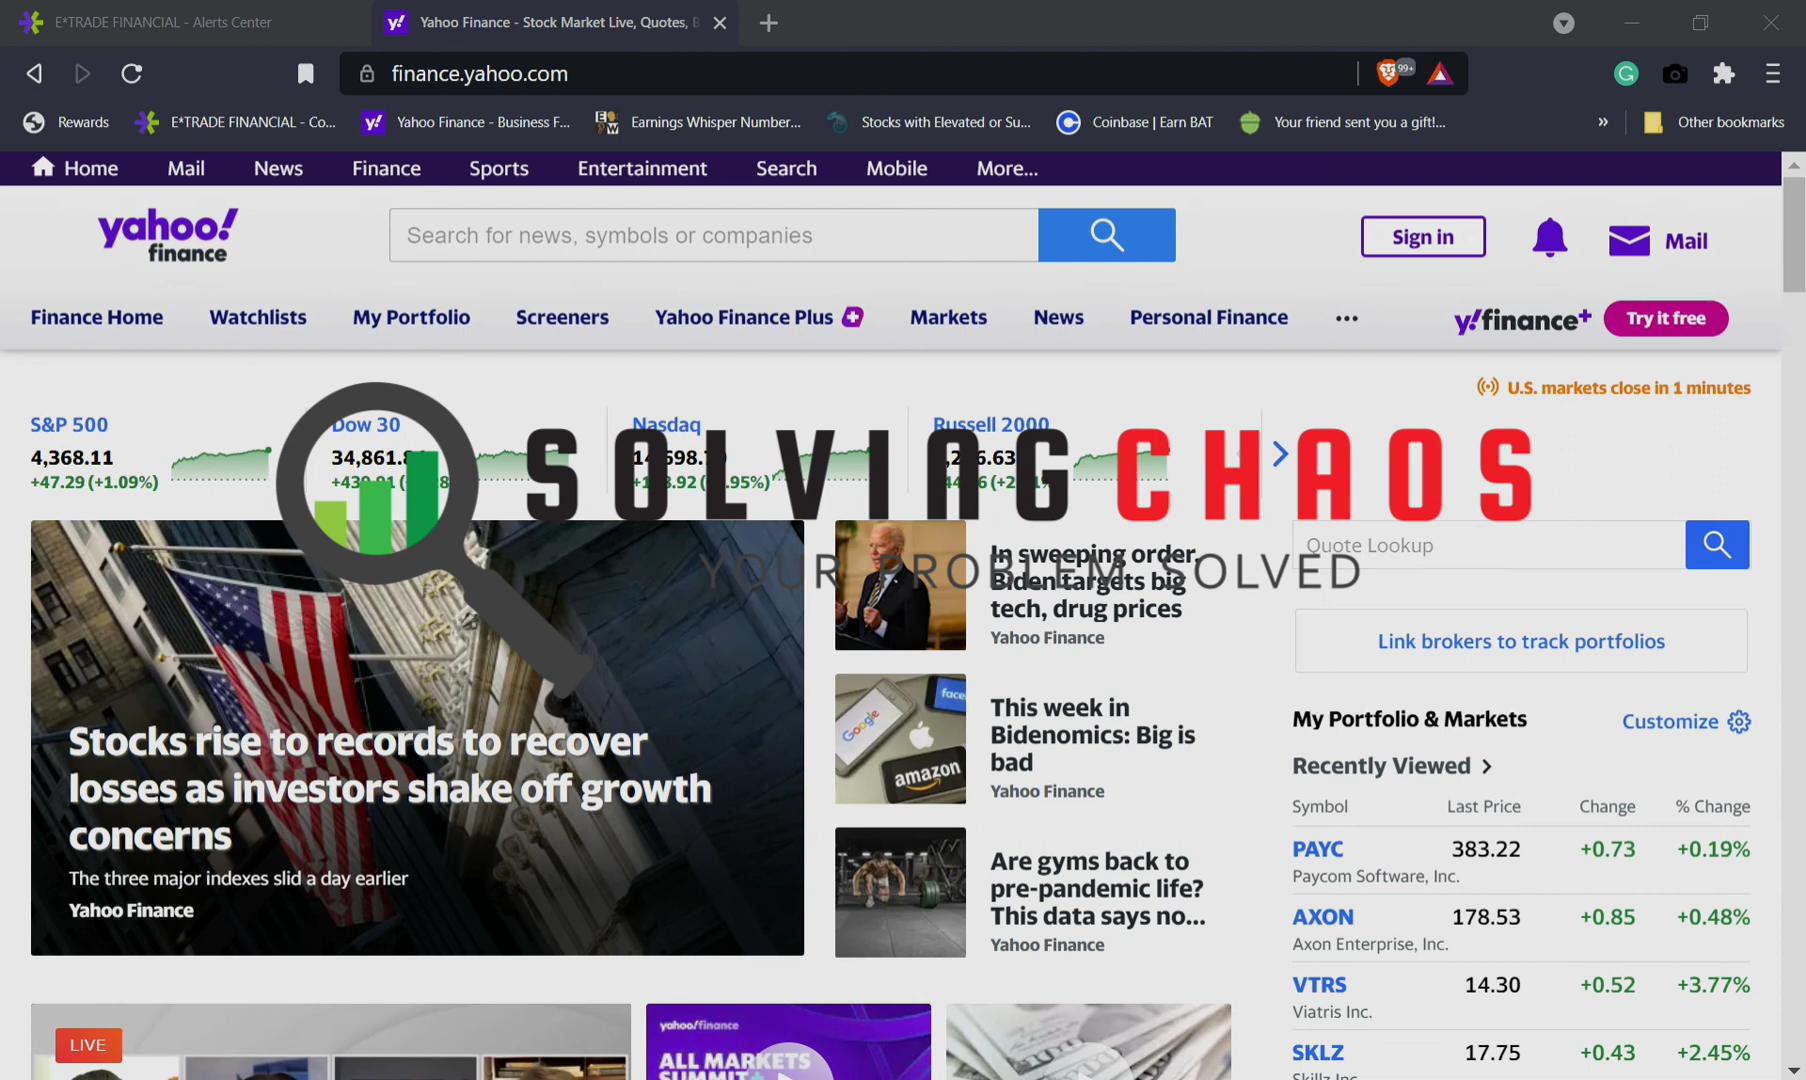 E*TRADE FINANCIAL - Alerts Center
Yahoo Finance - Stock Market Live, Quotes, B
finance.yahoo.com
99+
Rewards
E*TRADE FINANCIAL - Co...
Yahoo Finance - Business F...
Earnings Whisper Number...
Stocks with Elevated or Su...
Coinbase | Earn BAT
Your friend sent you a gift!...
Other bookmarks
Home Mail News Finance Sports Entertainment Search Mobile More...
yahoo!
finance
Search for news, symbols or companies
Sign in
Mail
Finance Home Watchlists My Portfolio Screeners Yahoo Finance Plus Markets News Personal Finance
y!finance+
Try it free
U.S. markets close in 1 minutes
S&P 500
4,368.11
+47.29 (+1.09%)
Dow 30
34,861.8
Nasdaq
Russell 2000
SOLVINGCHAOS
YOUR PROBLEM SOLVED
Stocks rise to records to recover
losses as investors shake off growth
concerns
The three major indexes slid a day earlier
Yahoo Finance
In sweeping order,
Biden targets big
tech, drug prices
Yahoo Finance
facel
Google
amazon
This week in
Bidenomics: Big is
bad
Yahoo Finance
Are gyms back to
pre-pandemic life?
This data says no...
Yahoo Finance
Quote Lookup
Link brokers to track portfolios
My Portfolio & Markets
Customize
Recently Viewed
Symbol Last Price Change % Change
PAYC 383.22 +0.73 +0.19%
Paycom Software, Inc.
AXON 178.53 +0.85 +0.48%
Axon Enterprise, Inc.
VTRS 14.30 +0.52 +3.77%
Viatris Inc.
SKLZ 17.75 +0.43 +2.45%
Skillz Inc.
LIVE
yahoo!finance
ALL MARKETS
SUMMIT+